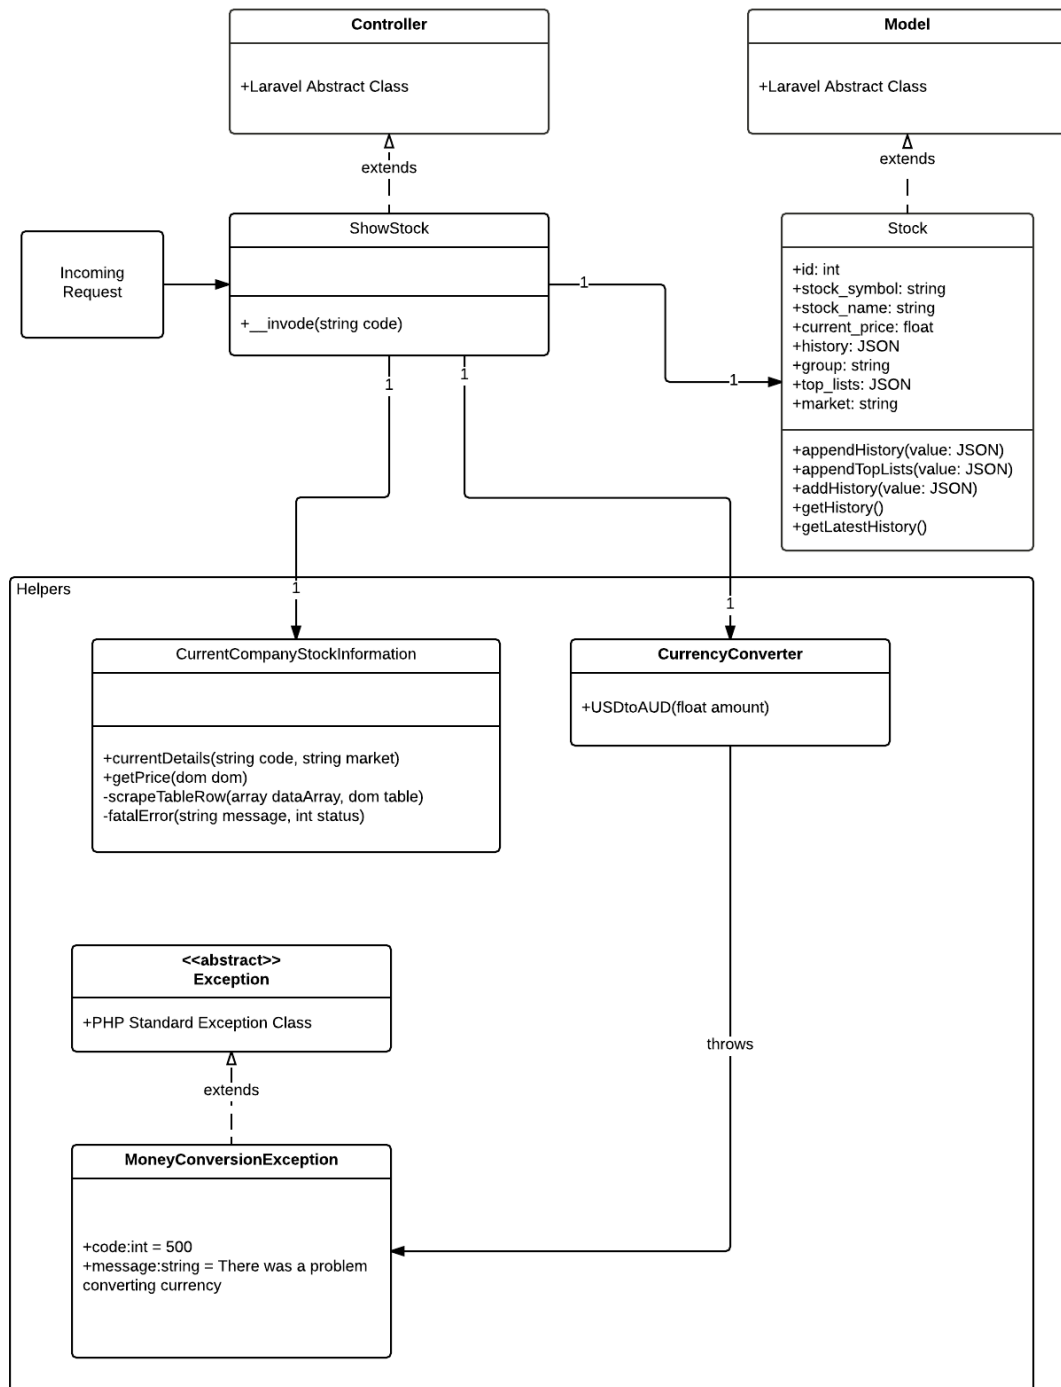 Controller
+Laravel Abstract Class
Model
+Laravel Abstract Class
extends
extends
Incoming
Request
ShowStock
+__invode(string code)
1
1
1
1
Stock
+id: int
+stock_symbol: string
+stock_name: string
+current_price: float
+history: JSON
+group: string
+top_lists: JSON
+market: string
+appendHistory(value: JSON)
+appendTopLists(value: JSON)
+addHistory(value: JSON)
+getHistory()
+getLatestHistory()
Helpers
1
1
CurrentCompanyStockInformation
+currentDetails(string code, string market)
+getPrice(dom dom)
-scrapeTableRow(array dataArray, dom table)
-fatalError(string message, int status)
CurrencyConverter
+USDtoAUD(float amount)
<<abstract>>
Exception
+PHP Standard Exception Class
throws
extends
MoneyConversionException
+code:int = 500
+message:string = There was a problem
converting currency